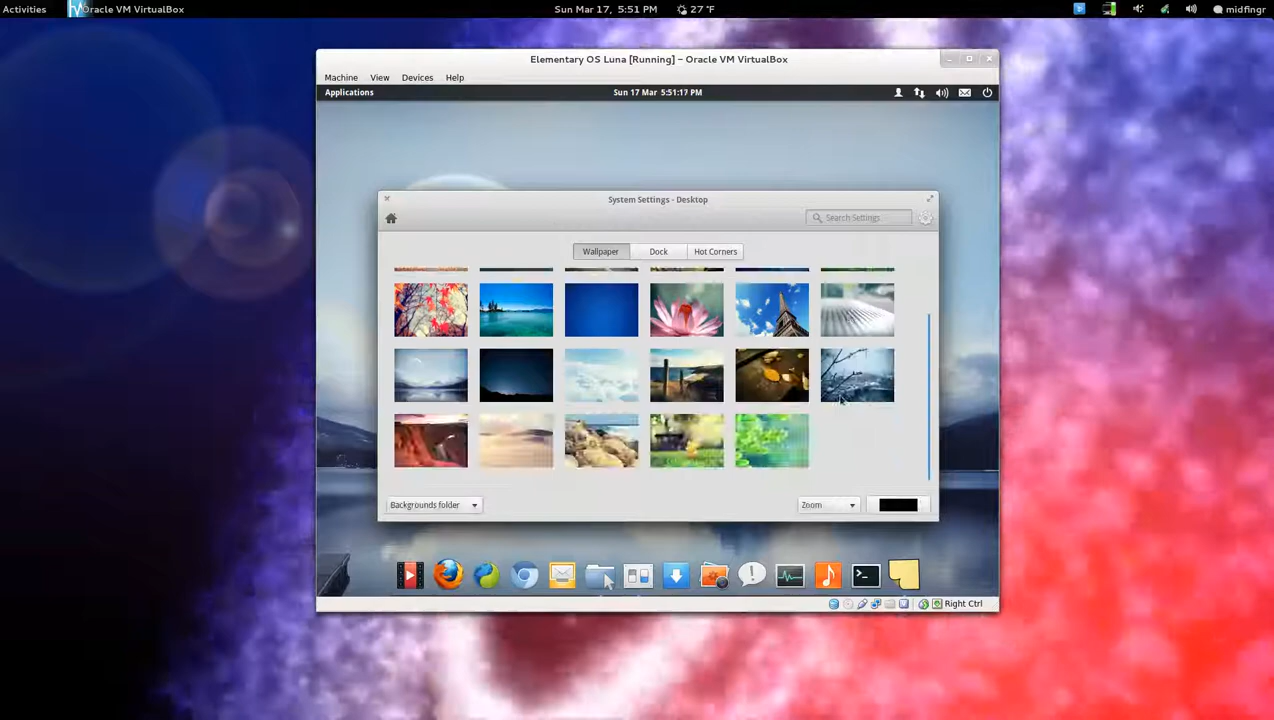 Activities Oracle VM VirtualBox Sun Mar 17, 5:51 PM 27 °F midfingr
Elementary OS Luna [Running] – Oracle VM VirtualBox
Machine View Devices Help
Applications Sun 17 Mar 5:51:17 PM
System Settings - Desktop
Search Settings
Wallpaper Dock Hot Corners
Backgrounds folder Zoom
Right Ctrl